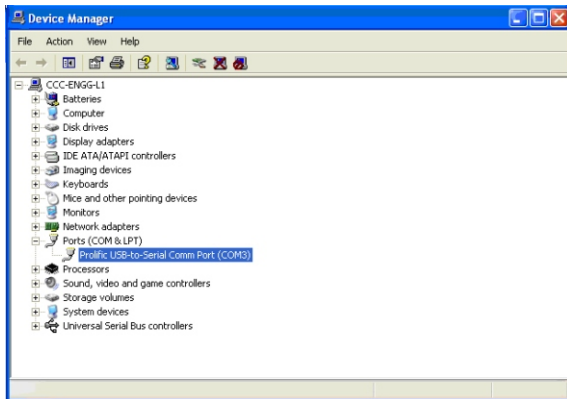 Device Manager
File Action View Help
CCC-ENGG-L1
Batteries
Computer
Disk drives
Display adapters
IDE ATA/ATAPI controllers
Imaging devices
Keyboards
Mice and other pointing devices
Monitors
Network adapters
Ports (COM & LPT)
Prolific USB-to-Serial Comm Port (COM3)
Processors
Sound, video and game controllers
Storage volumes
System devices
Universal Serial Bus controllers